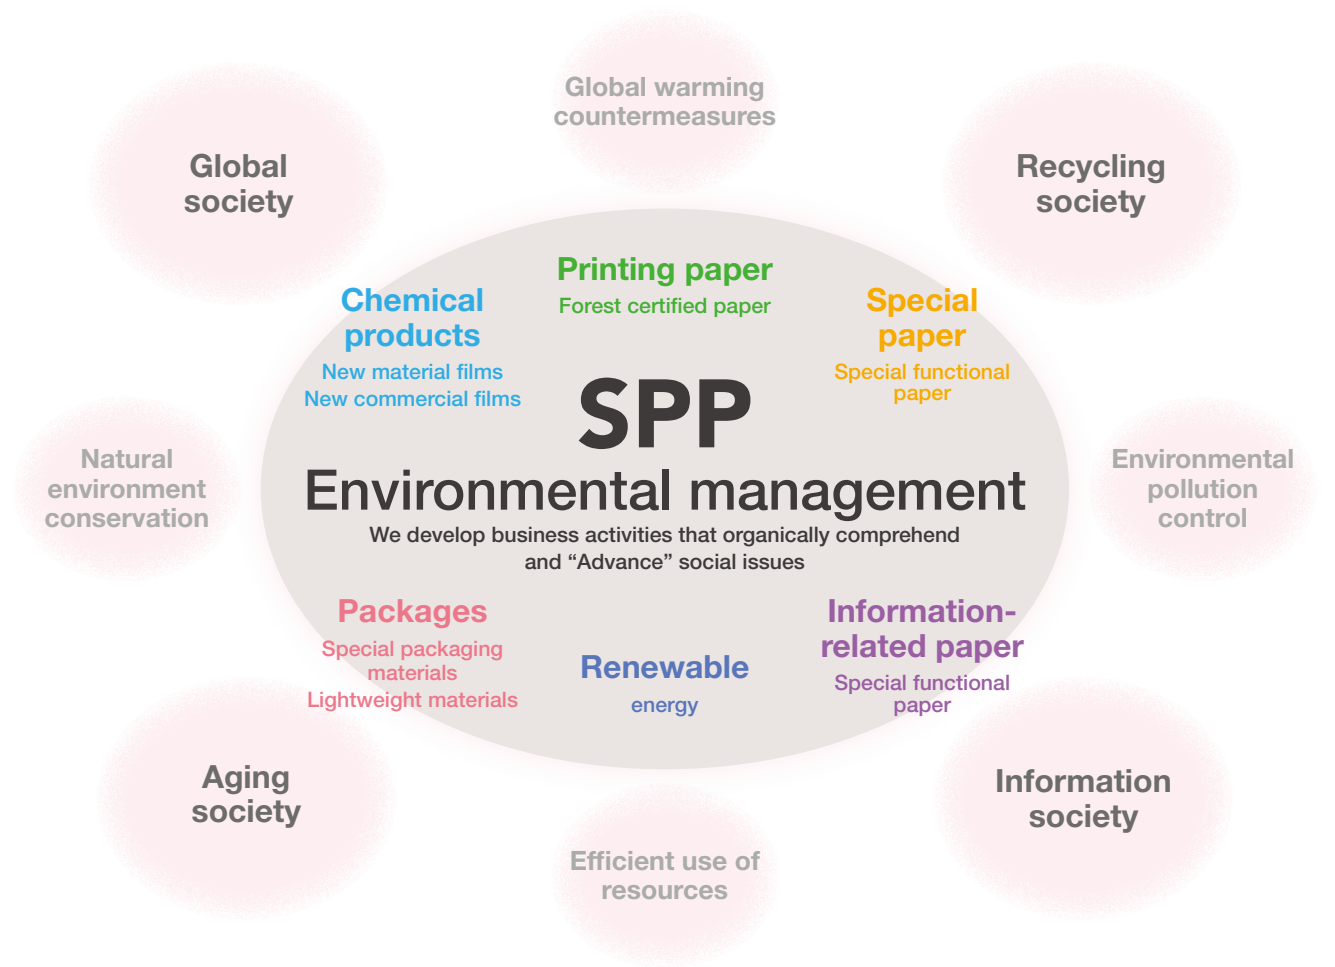 Global warming
countermeasures
Global
society
Recycling
society
Printing paper
Forest certified paper
Chemical
products
New material films
New commercial films
Special
paper
Special functional
paper
SPP
Environmental management
We develop business activities that organically comprehend
and “Advance” social issues
Natural
environment
conservation
Environmental
pollution
control
Packages
Special packaging
materials
Lightweight materials
Renewable
energy
Information-
related paper
Special functional
paper
Aging
society
Information
society
Efficient use of
resources